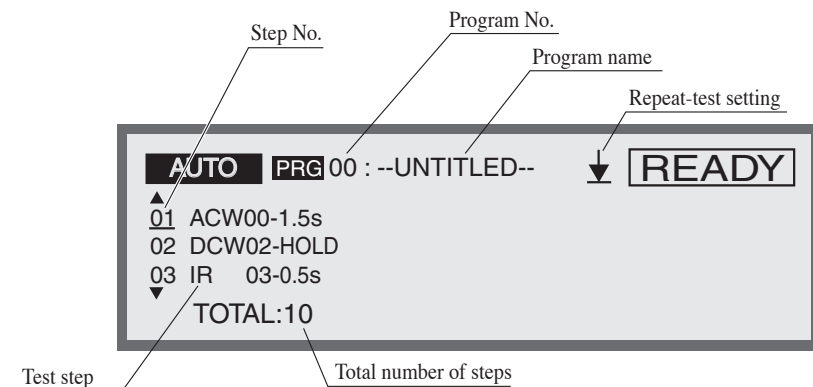 Step No.
Program No.
Program name
Repeat-test setting
AUTO PRG 00 : --UNTITLED-- READY
01 ACW00-1.5s
02 DCW02-HOLD
03 IR 03-0.5s
TOTAL:10
Test step
Total number of steps